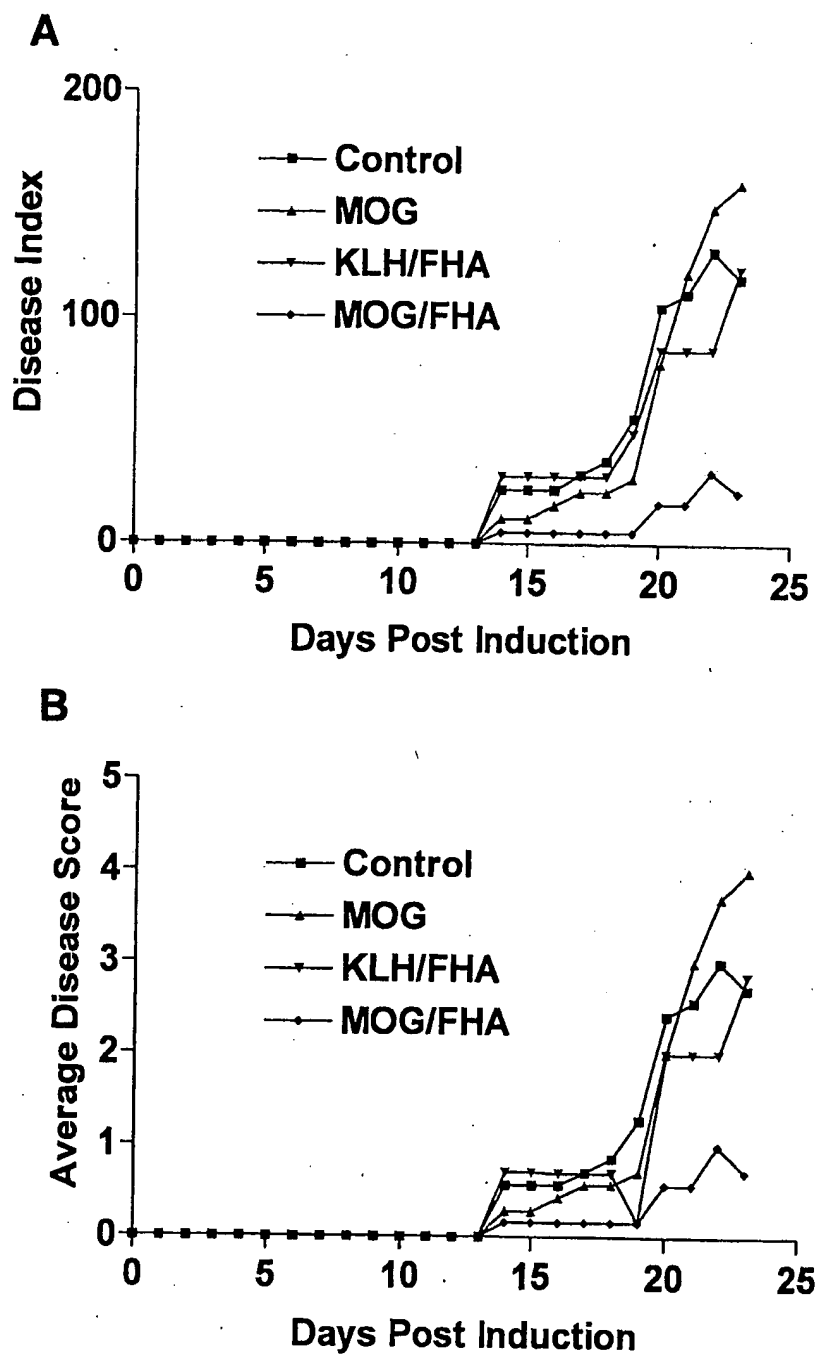 A
200
100
0
Disease Index
Control
MOG
KLH/FHA
MOG/FHA
0 5 10 15 20 25
Days Post Induction
B
5
4
3
2
1
0
Average Disease Score
Control
MOG
KLH/FHA
MOG/FHA
0 5 10 15 20 25
Days Post Induction